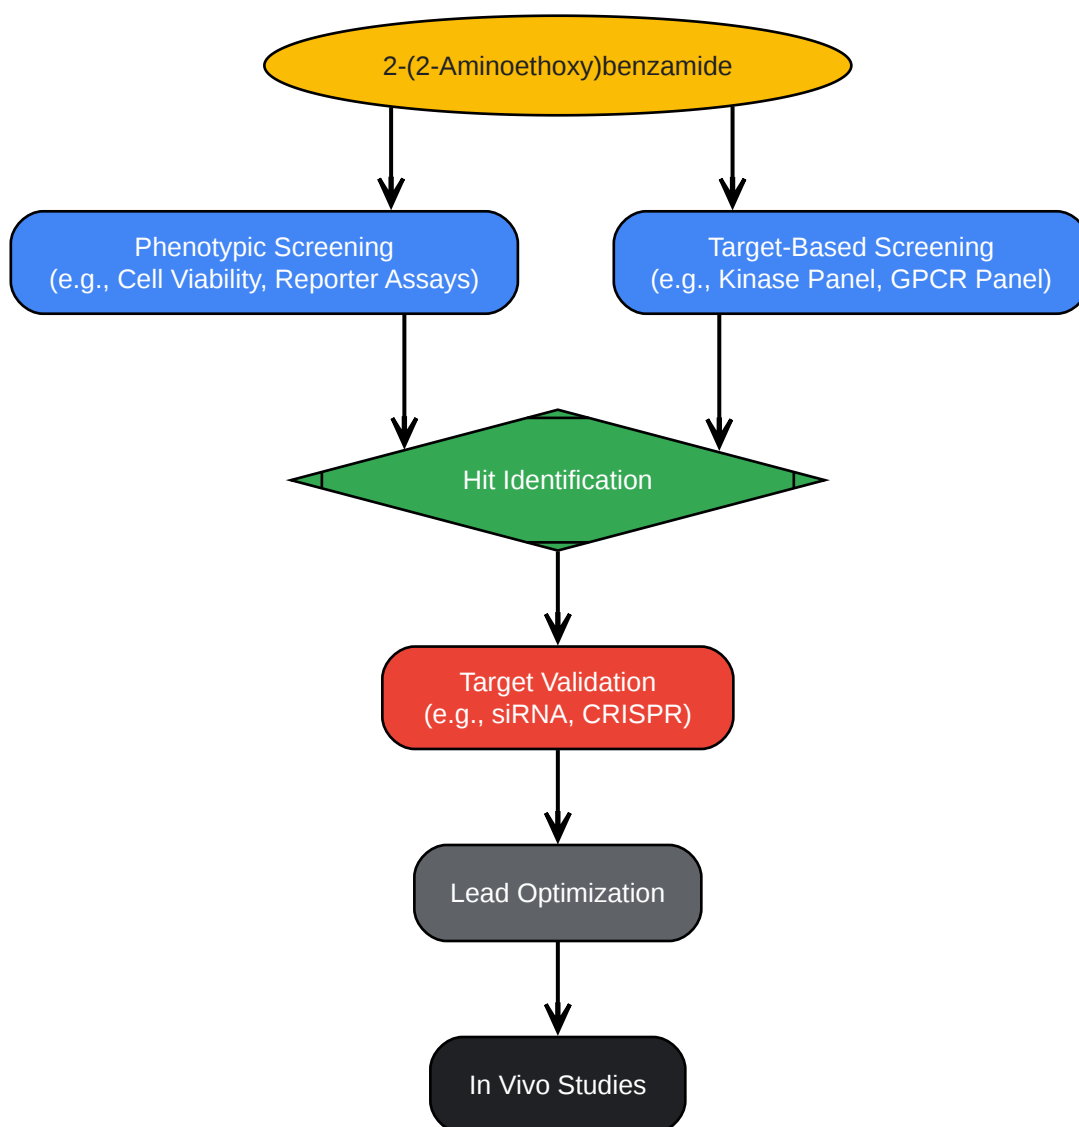 2-(2-Aminoethoxy)benzamide
Phenotypic Screening
(e.g., Cell Viability, Reporter Assays)
Target-Based Screening
(e.g., Kinase Panel, GPCR Panel)
Hit Identification
Target Validation
(e.g., siRNA, CRISPR)
Lead Optimization
In Vivo Studies